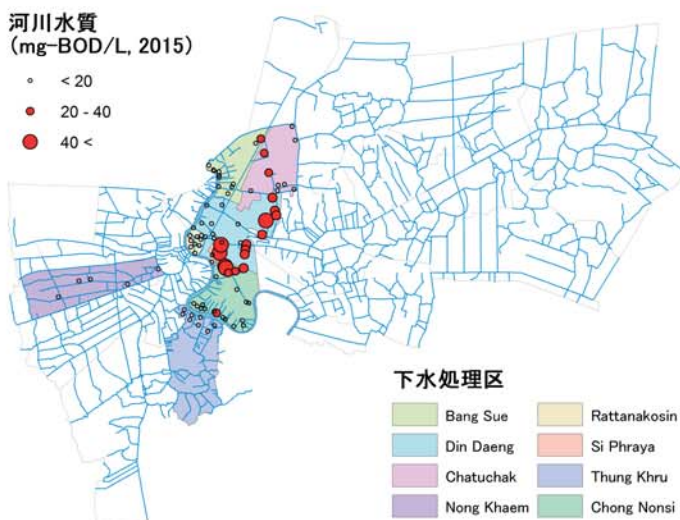 河川水質
(mg-BOD/L, 2015)
< 20
20 - 40
40 <
下水処理区
Bang Sue
Din Daeng
Chatuchak
Nong Khaem
Rattanakosin
Si Phraya
Thung Khru
Chong Nonsi